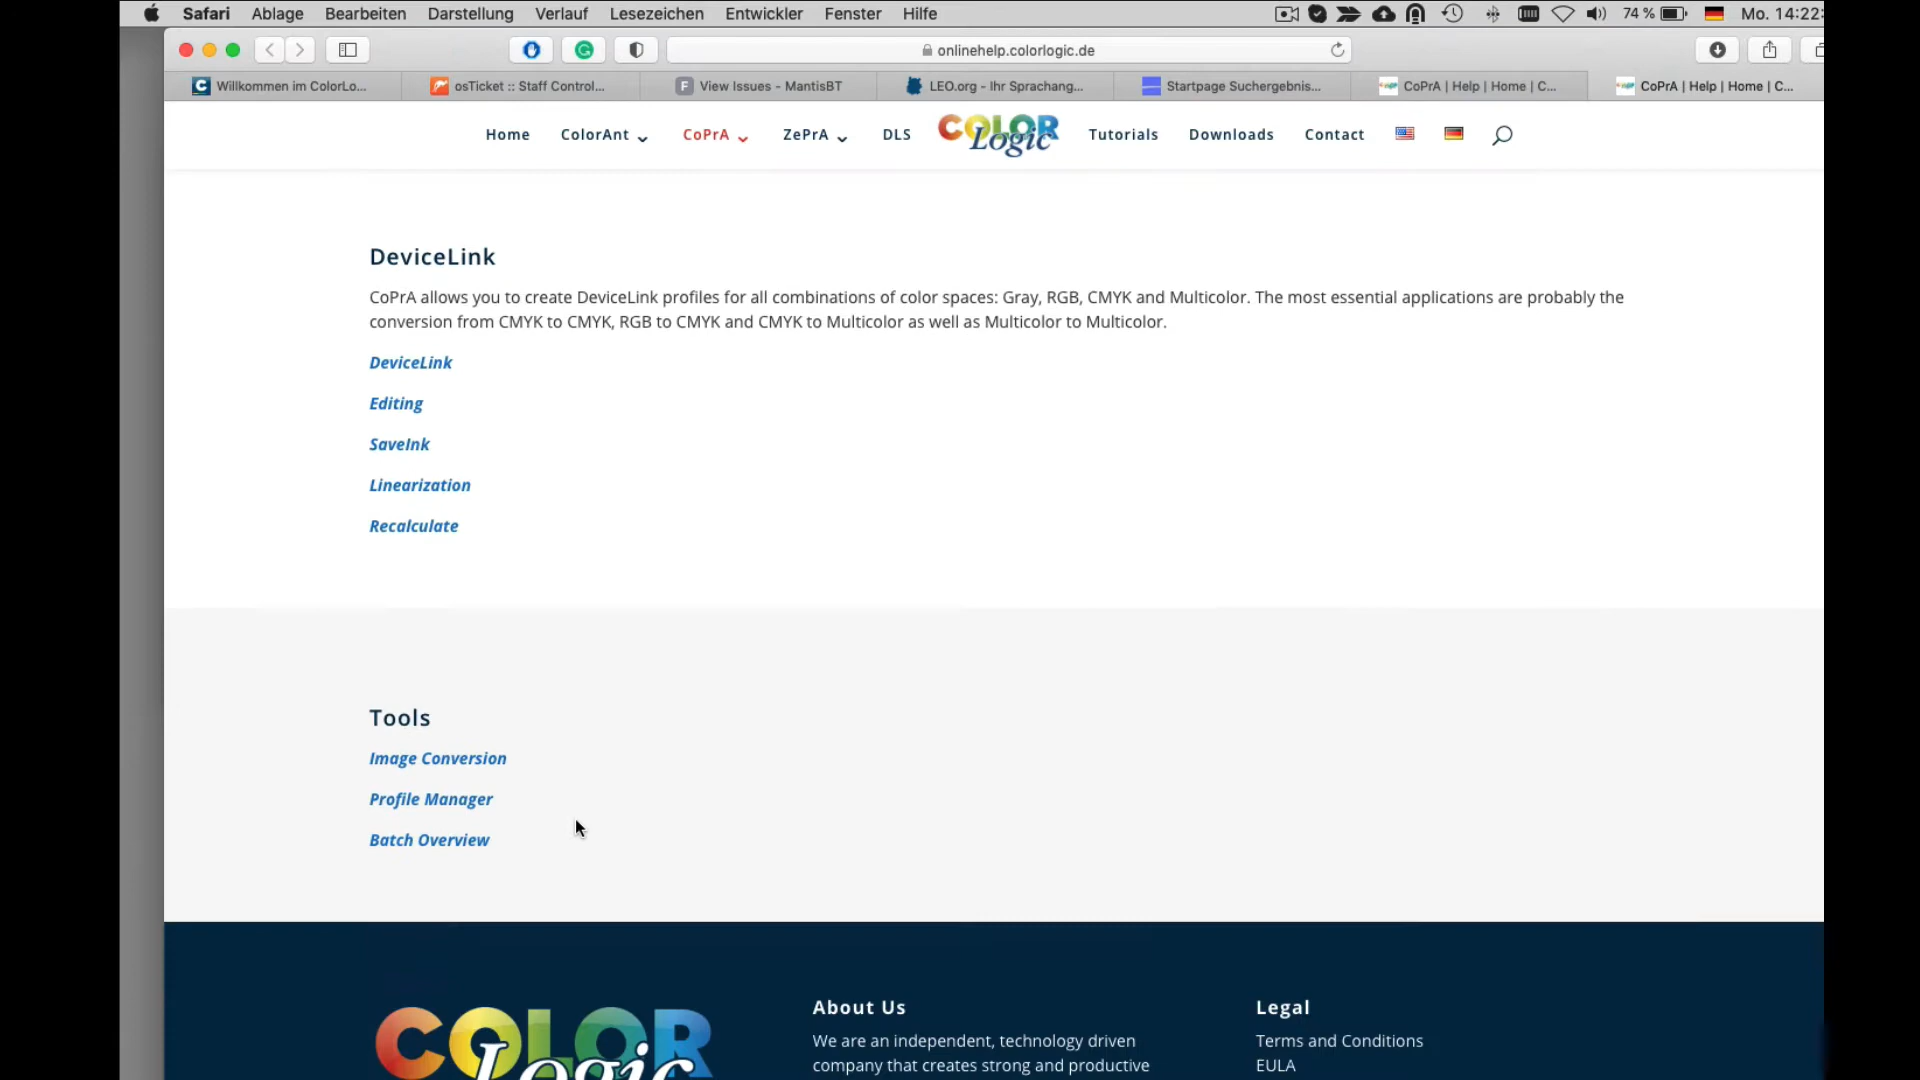 Safari Ablage Bearbeiten Darstellung Verlauf Lesezeichen Entwickler Fenster Hilfe 74 % Mo. 14:22:
onlinehelp.colorlogic.de
Willkommen im ColorLo... osTicket :: Staff Control... View Issues - MantisBT LEO.org - Ihr Sprachang... Startpage Suchergebnis... CoPrA | Help | Home | C... CoPrA | Help | Home | C...
Home ColorAnt CoPrA ZePrA DLS COLOR Logic Tutorials Downloads Contact
DeviceLink
CoPrA allows you to create DeviceLink profiles for all combinations of color spaces: Gray, RGB, CMYK and Multicolor. The most essential applications are probably the
conversion from CMYK to CMYK, RGB to CMYK and CMYK to Multicolor as well as Multicolor to Multicolor.
DeviceLink
Editing
SaveInk
Linearization
Recalculate
Tools
Image Conversion
Profile Manager
Batch Overview
COLOR Logic
About Us
We are an independent, technology driven
company that creates strong and productive
Legal
Terms and Conditions
EULA